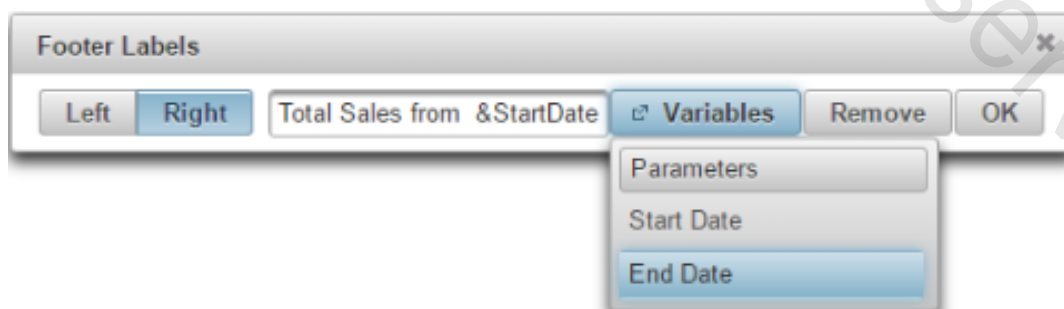 Footer Labels
Left Right Total Sales from &StartDate Variables Remove OK
Parameters
Start Date
End Date